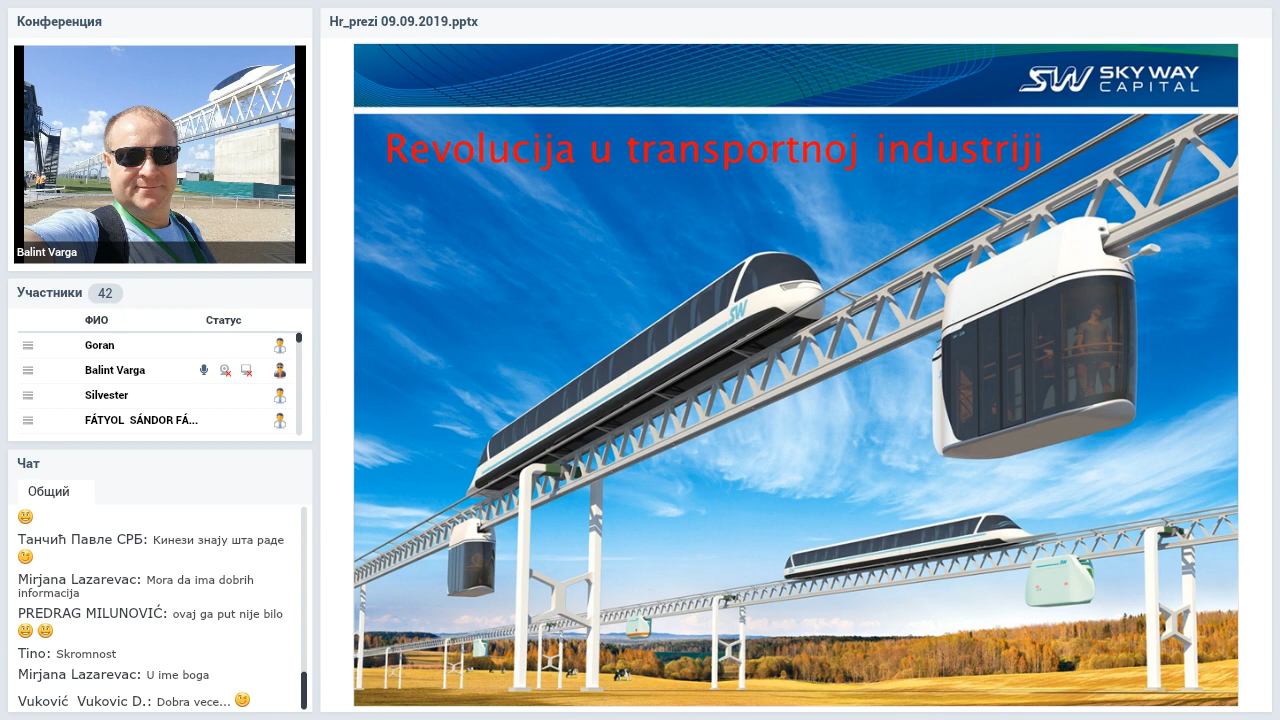 Конференция
Balint Varga
Участники 42
ФИО Статус
Goran
Balint Varga
Silvester
FÁTYOL SÁNDOR FÁ...
Чат
Общий
Танчић Павле СРБ: Кинези знају шта раде
Mirjana Lazarevac: Mora da ima dobrih
informacija
PREDRAG MILUNOVIĆ: ovaj ga put nije bilo
Tino: Skromnost
Mirjana Lazarevac: U ime boga
Vuković Vukovic D.: Dobra vece...
Hr_prezi 09.09.2019.pptx
SW SKY WAY
CAPITAL
Revolucija u transportnoj industriji
SW